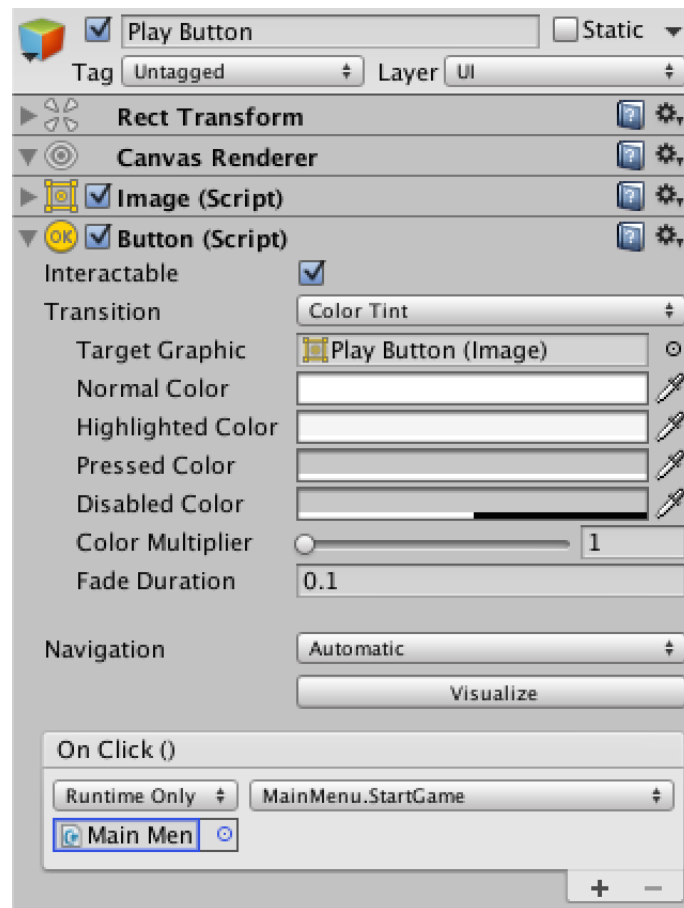 Play Button Static
Tag Untagged Layer UI
Rect Transform
Canvas Renderer
Image (Script)
OK Button (Script)
Interactable
Transition Color Tint
Target Graphic Play Button (Image)
Normal Color
Highlighted Color
Pressed Color
Disabled Color
Color Multiplier 1
Fade Duration 0.1
Navigation Automatic
Visualize
On Click ()
Runtime Only MainMenu.StartGame
Main Men
+ −